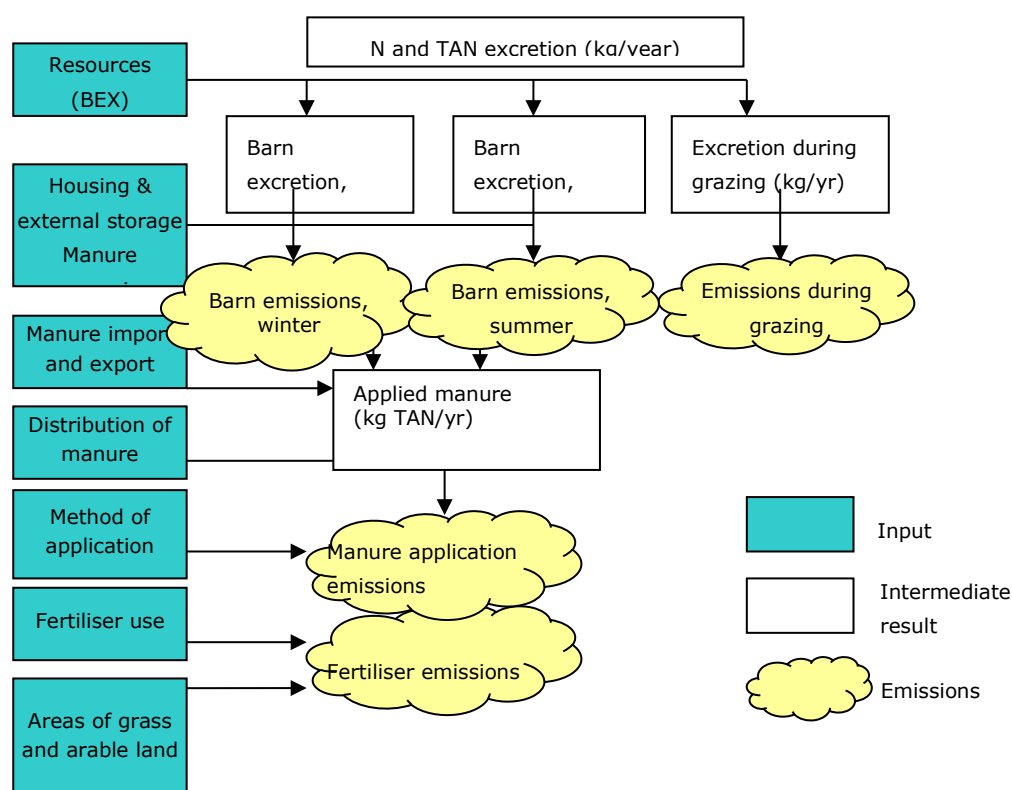 N and TAN excretion (kg/year)
Resources
(BEX)
Barn
excretion,
Barn
excretion,
Excretion during
grazing (kg/yr)
Housing &
external storage
Manure
Barn emissions,
winter
Barn emissions,
summer
Emissions during
grazing
Manure import
and export
Applied manure
(kg TAN/yr)
Distribution of
manure
Method of
application
Manure application
emissions
Fertiliser use
Fertiliser emissions
Areas of grass
and arable land
Input
Intermediate
result
Emissions